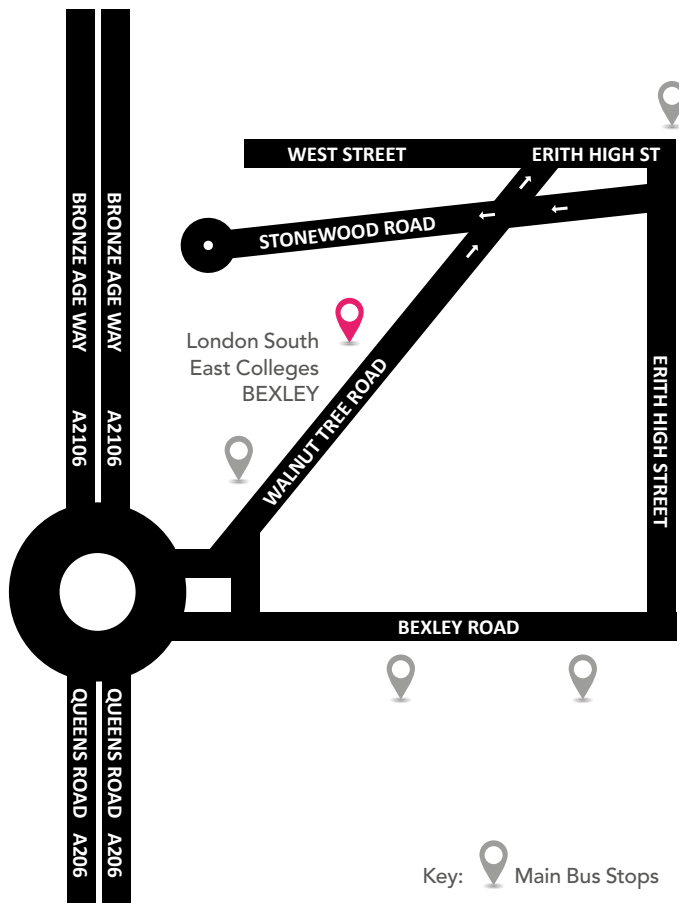 WEST STREET
ERITH HIGH ST
STONEWOOD ROAD
BRONZE AGE WAY A2106
BRONZE AGE WAY A2106
London South
East Colleges
BEXLEY
WALNUT TREE ROAD
ERITH HIGH STREET
BEXLEY ROAD
QUEENS ROAD A206
QUEENS ROAD A206
Key: Main Bus Stops